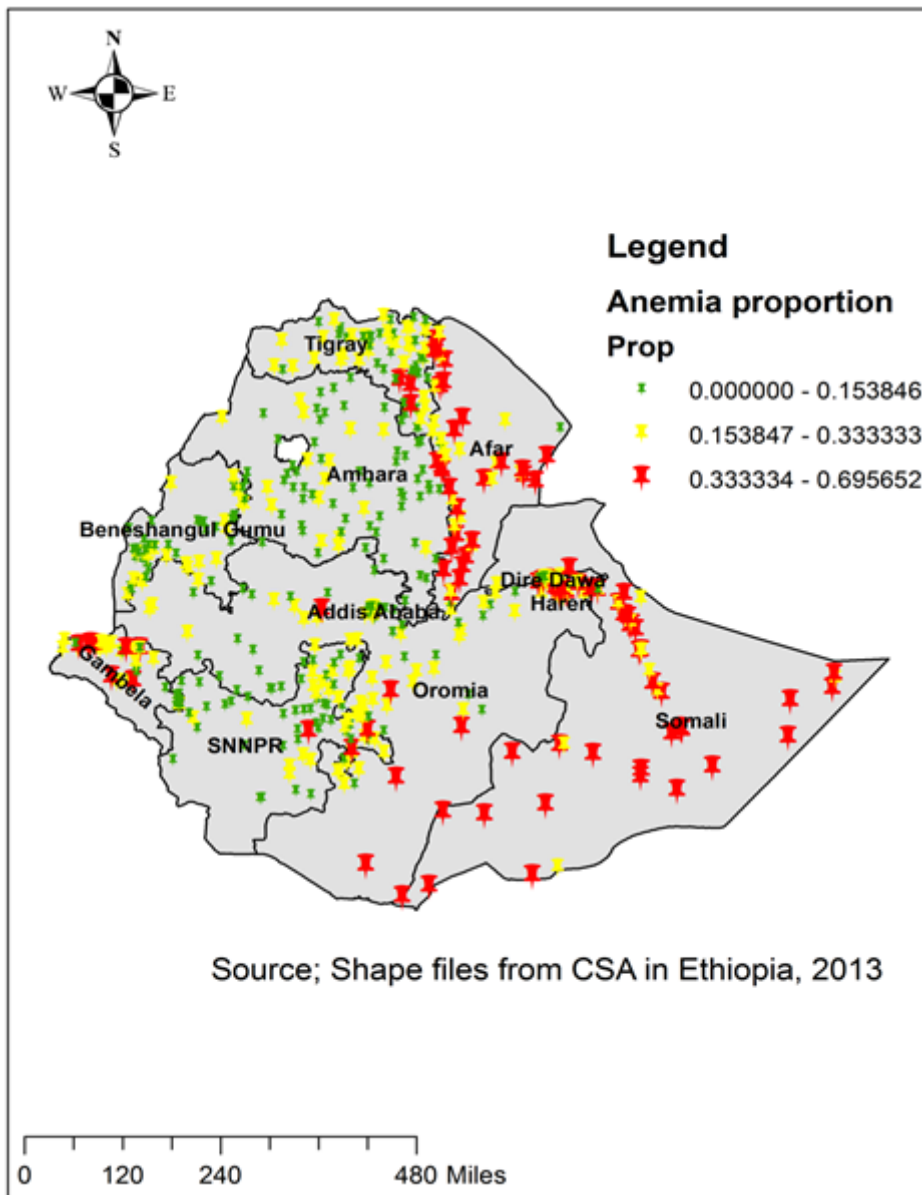 N
W E
S
Legend
Anemia proportion
Prop
0.000000 - 0.153846
0.153847 - 0.333333
0.333334 - 0.695652
Tigray
Afar
Amhara
Beneshangul Gumu
Dire Dawa
Hareri
Addis Ababa
Gambela
Oromia
SNNPR
Somali
Source; Shape files from CSA in Ethiopia, 2013
0 120 240 480 Miles